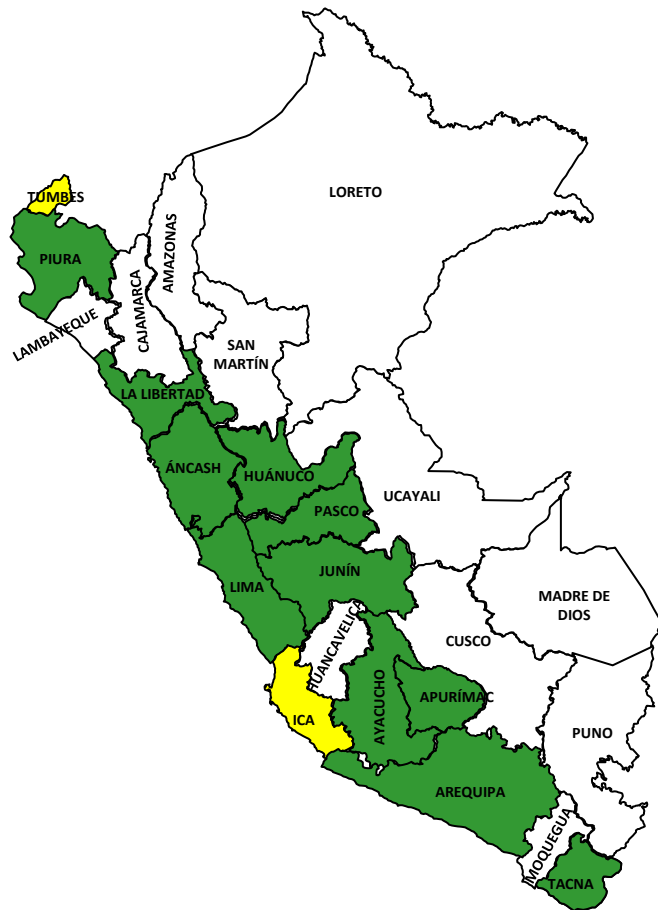 LORETO
TUMBES
PIURA
AMAZONAS
CAJAMARCA
LAMBAYEQUE
SAN
MARTÍN
LA LIBERTAD
ÁNCASH
HUÁNUCO
UCAYALI
PASCO
JUNÍN
LIMA
MADRE DE
DIOS
HUANCAVELICA
CUSCO
AYACUCHO
APURÍMAC
ICA
PUNO
AREQUIPA
MOQUEGUA
TACNA